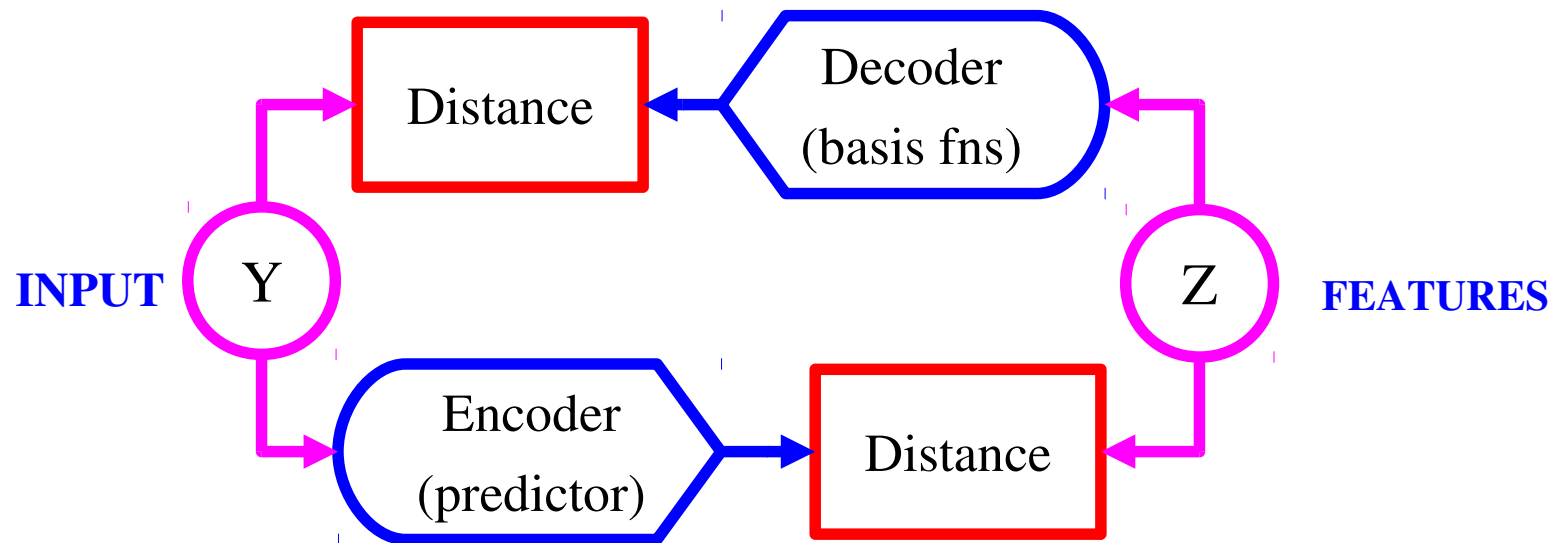 Distance
Decoder
(basis fns)
INPUT
Y
Z
FEATURES
Encoder
(predictor)
Distance